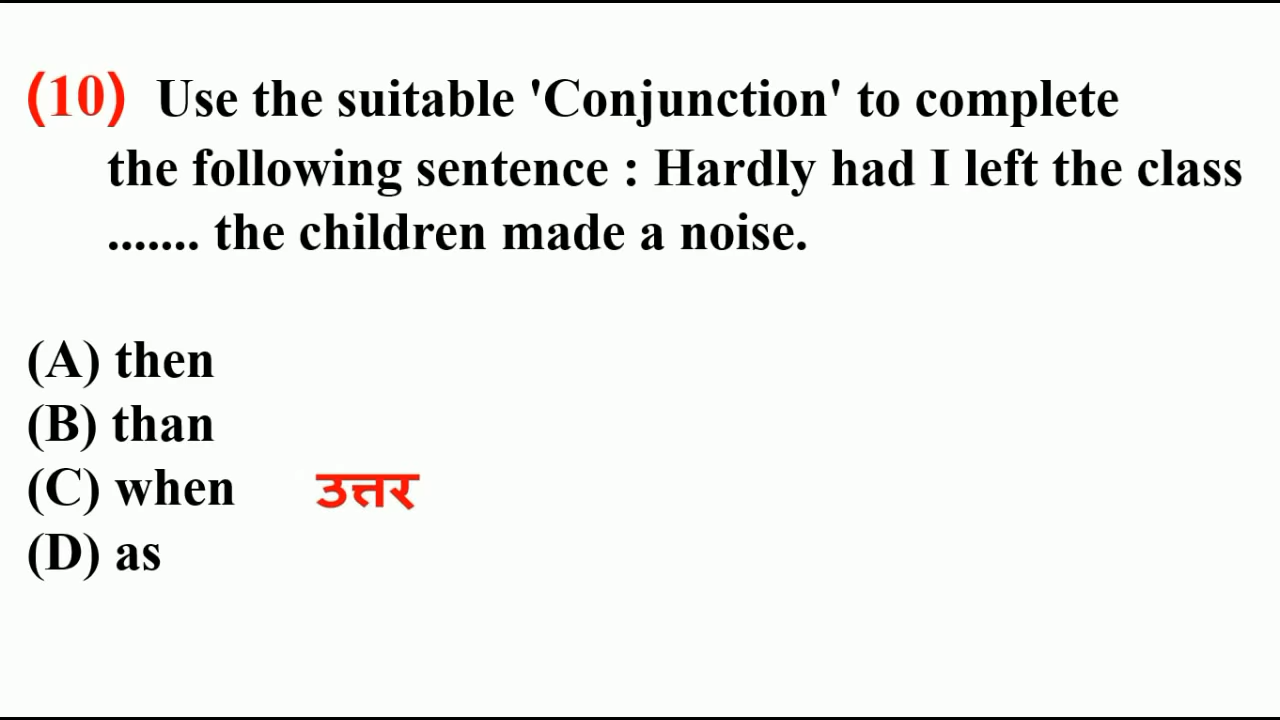 (10) Use the suitable 'Conjunction' to complete
the following sentence : Hardly had I left the class
....... the children made a noise.
(A) then
(B) than
(C) when उत्तर
(D) as